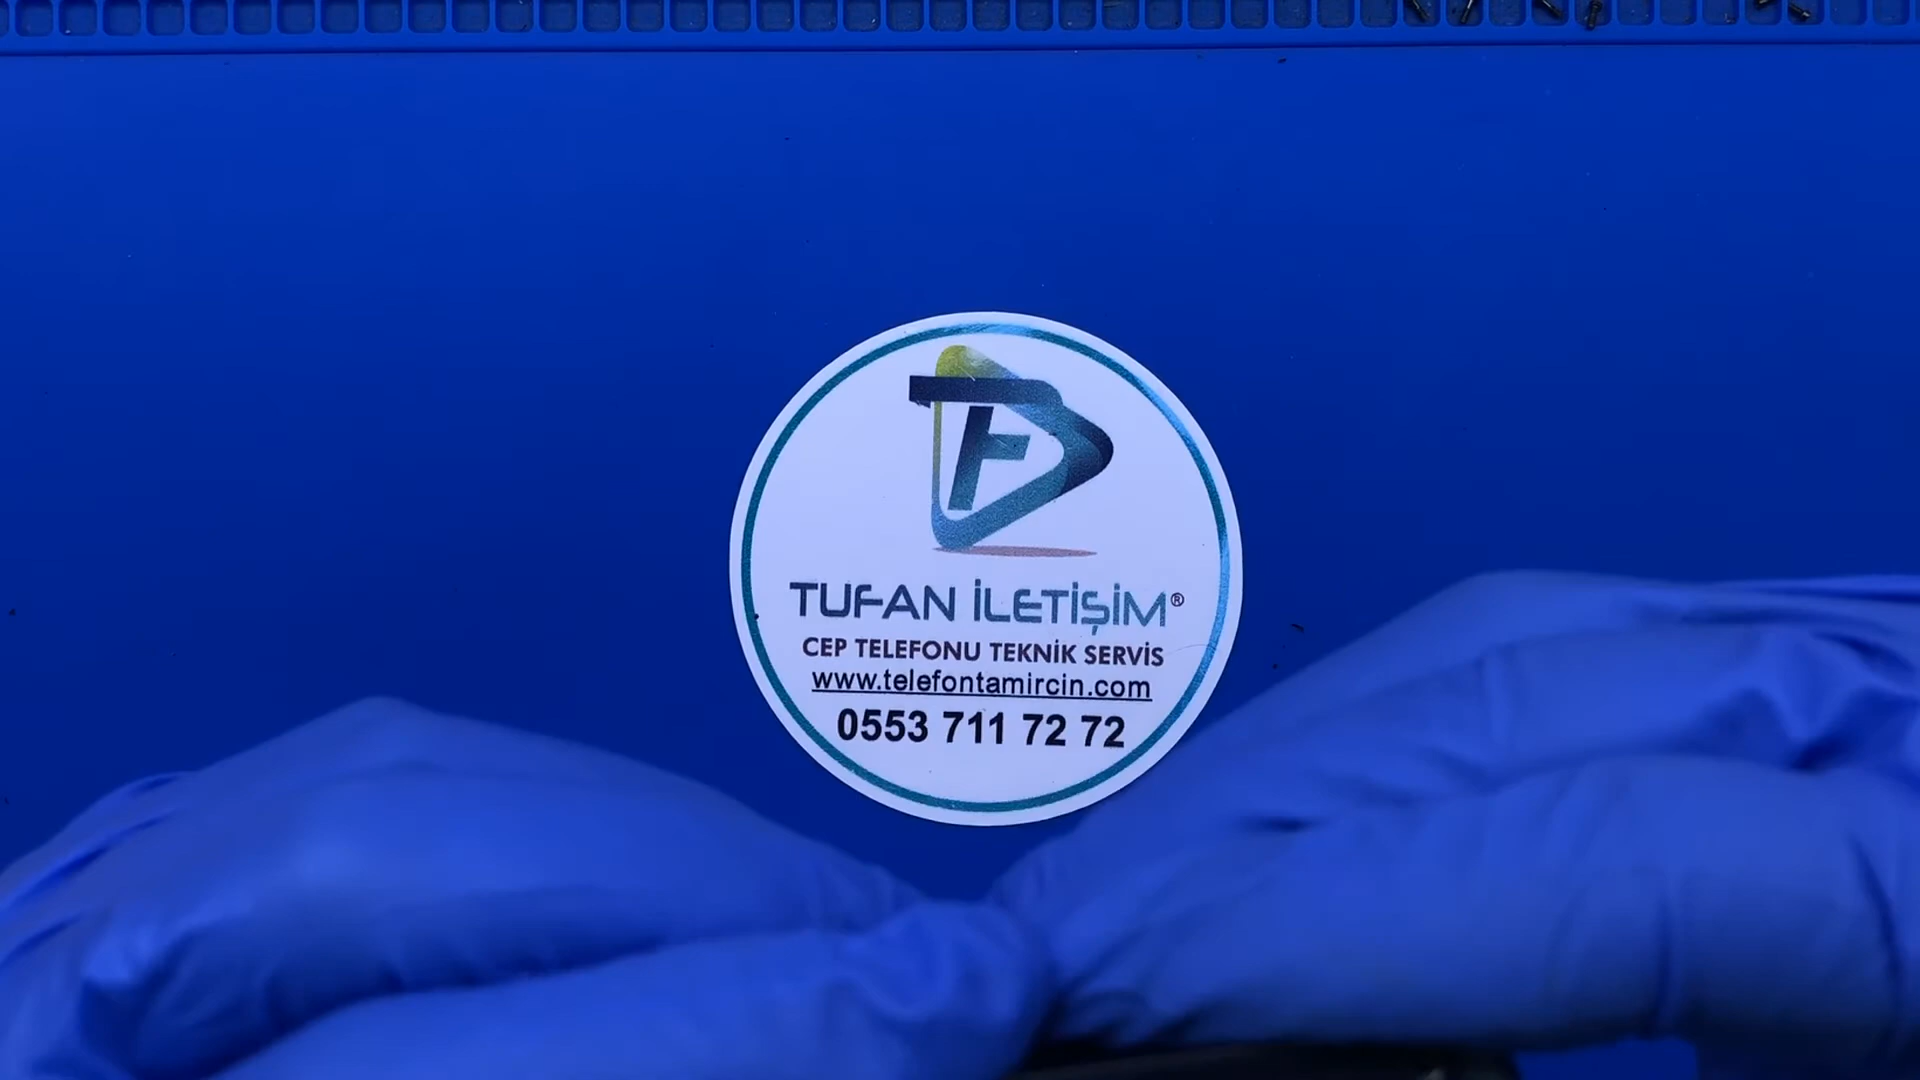 TUFAN İLETİŞİM®
CEP TELEFONU TEKNİK SERVİS
www.telefontamircin.com
0553 711 72 72